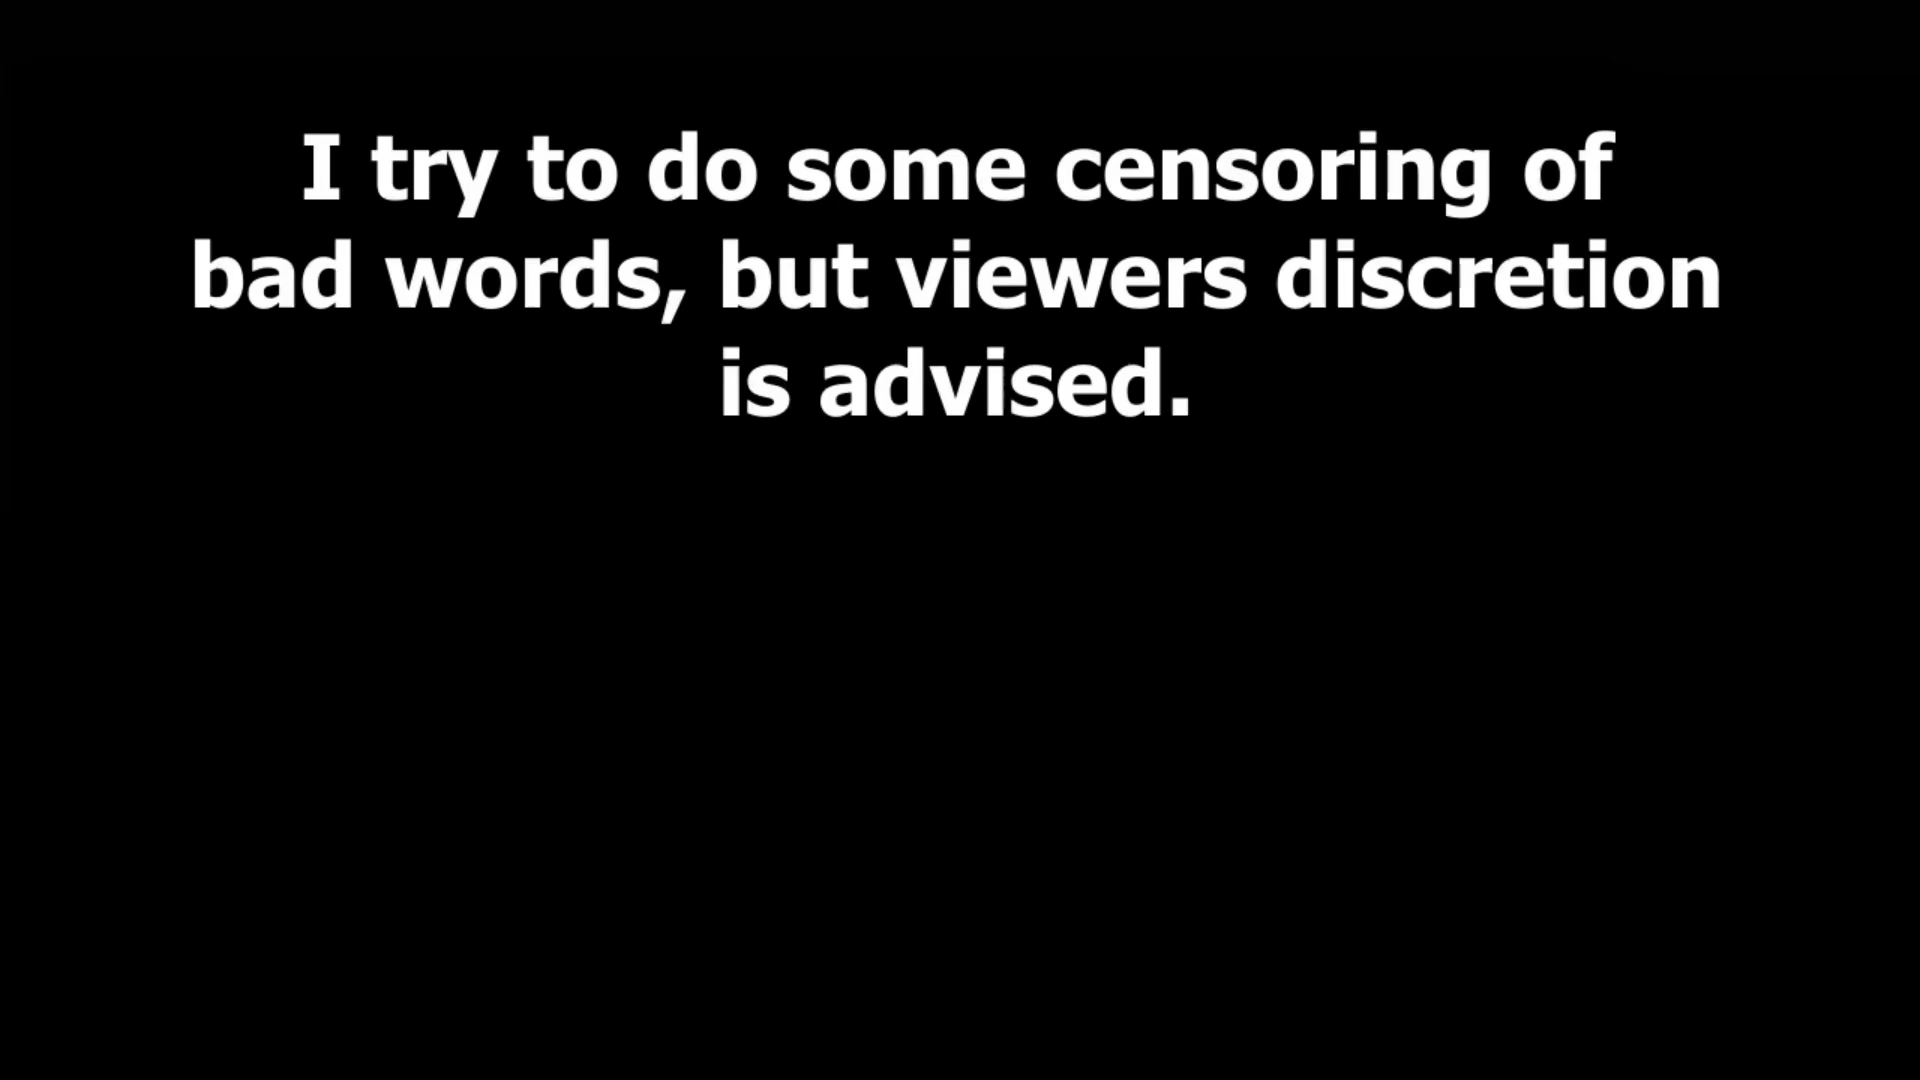 I try to do some censoring of
bad words, but viewers discretion
is advised.